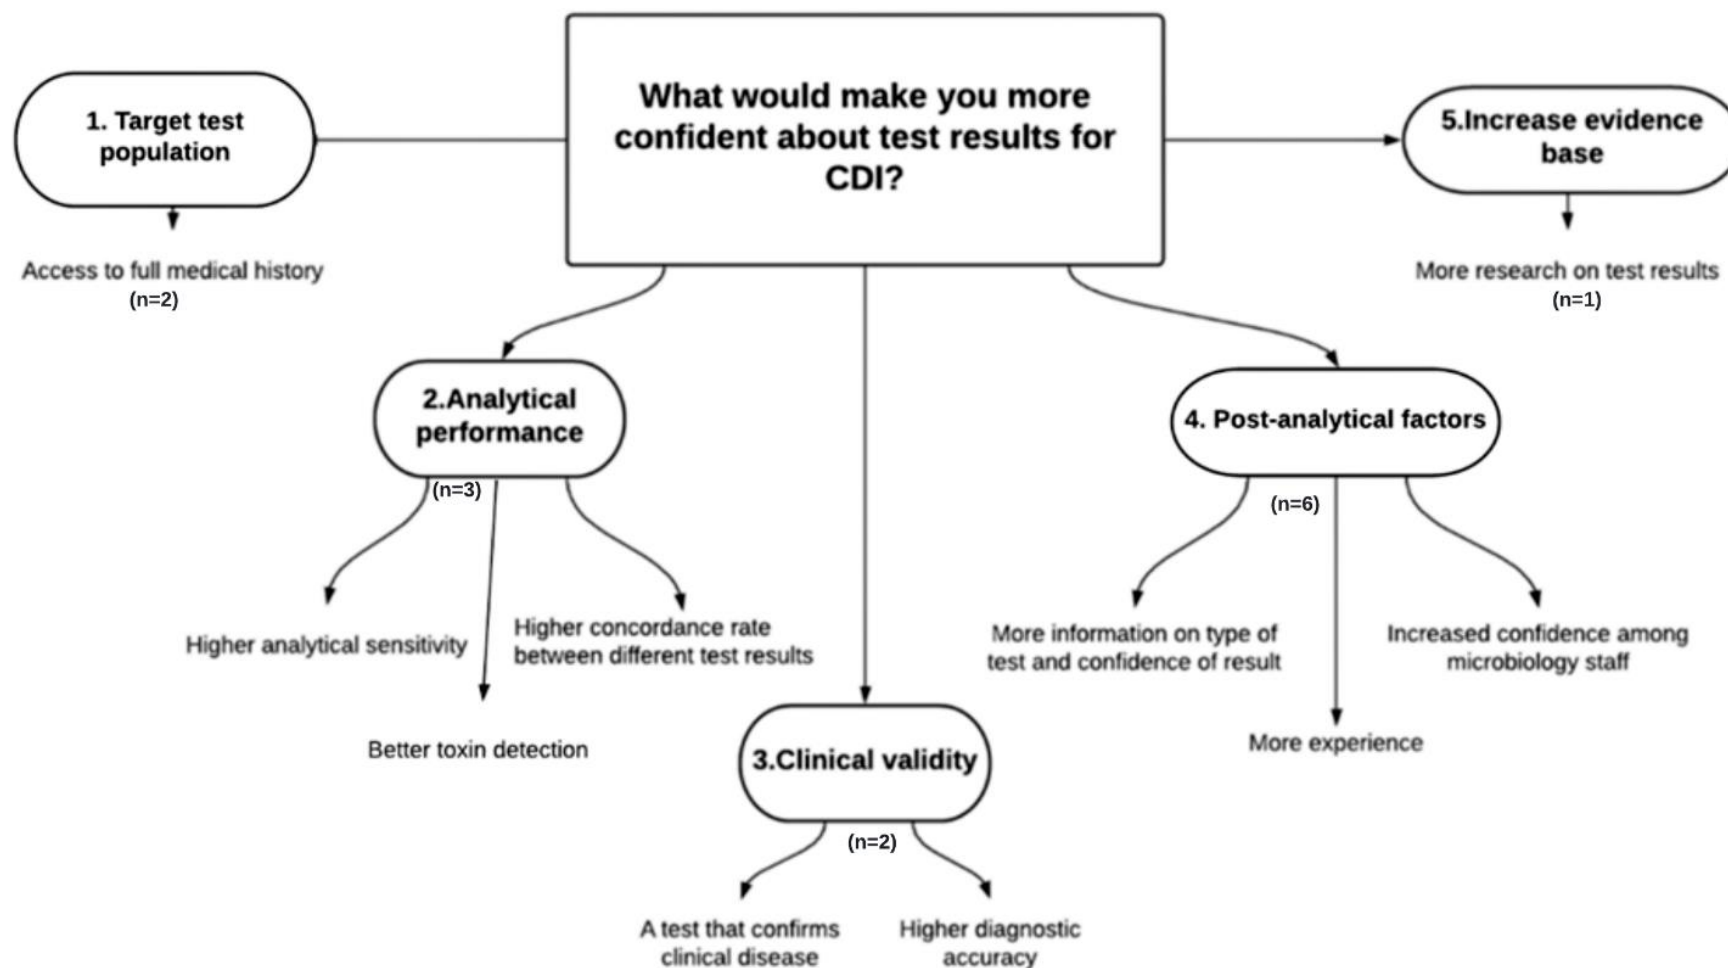 What would make you more
confident about test results for
CDI?
1. Target test
population
Access to full medical history
(n=2)
2.Analytical
performance
(n=3)
Higher analytical sensitivity
Better toxin detection
Higher concordance rate
between different test results
3.Clinical validity
(n=2)
A test that confirms
clinical disease
Higher diagnostic
accuracy
4. Post-analytical factors
(n=6)
More information on type of
test and confidence of result
More experience
Increased confidence among
microbiology staff
5.Increase evidence
base
More research on test results
(n=1)